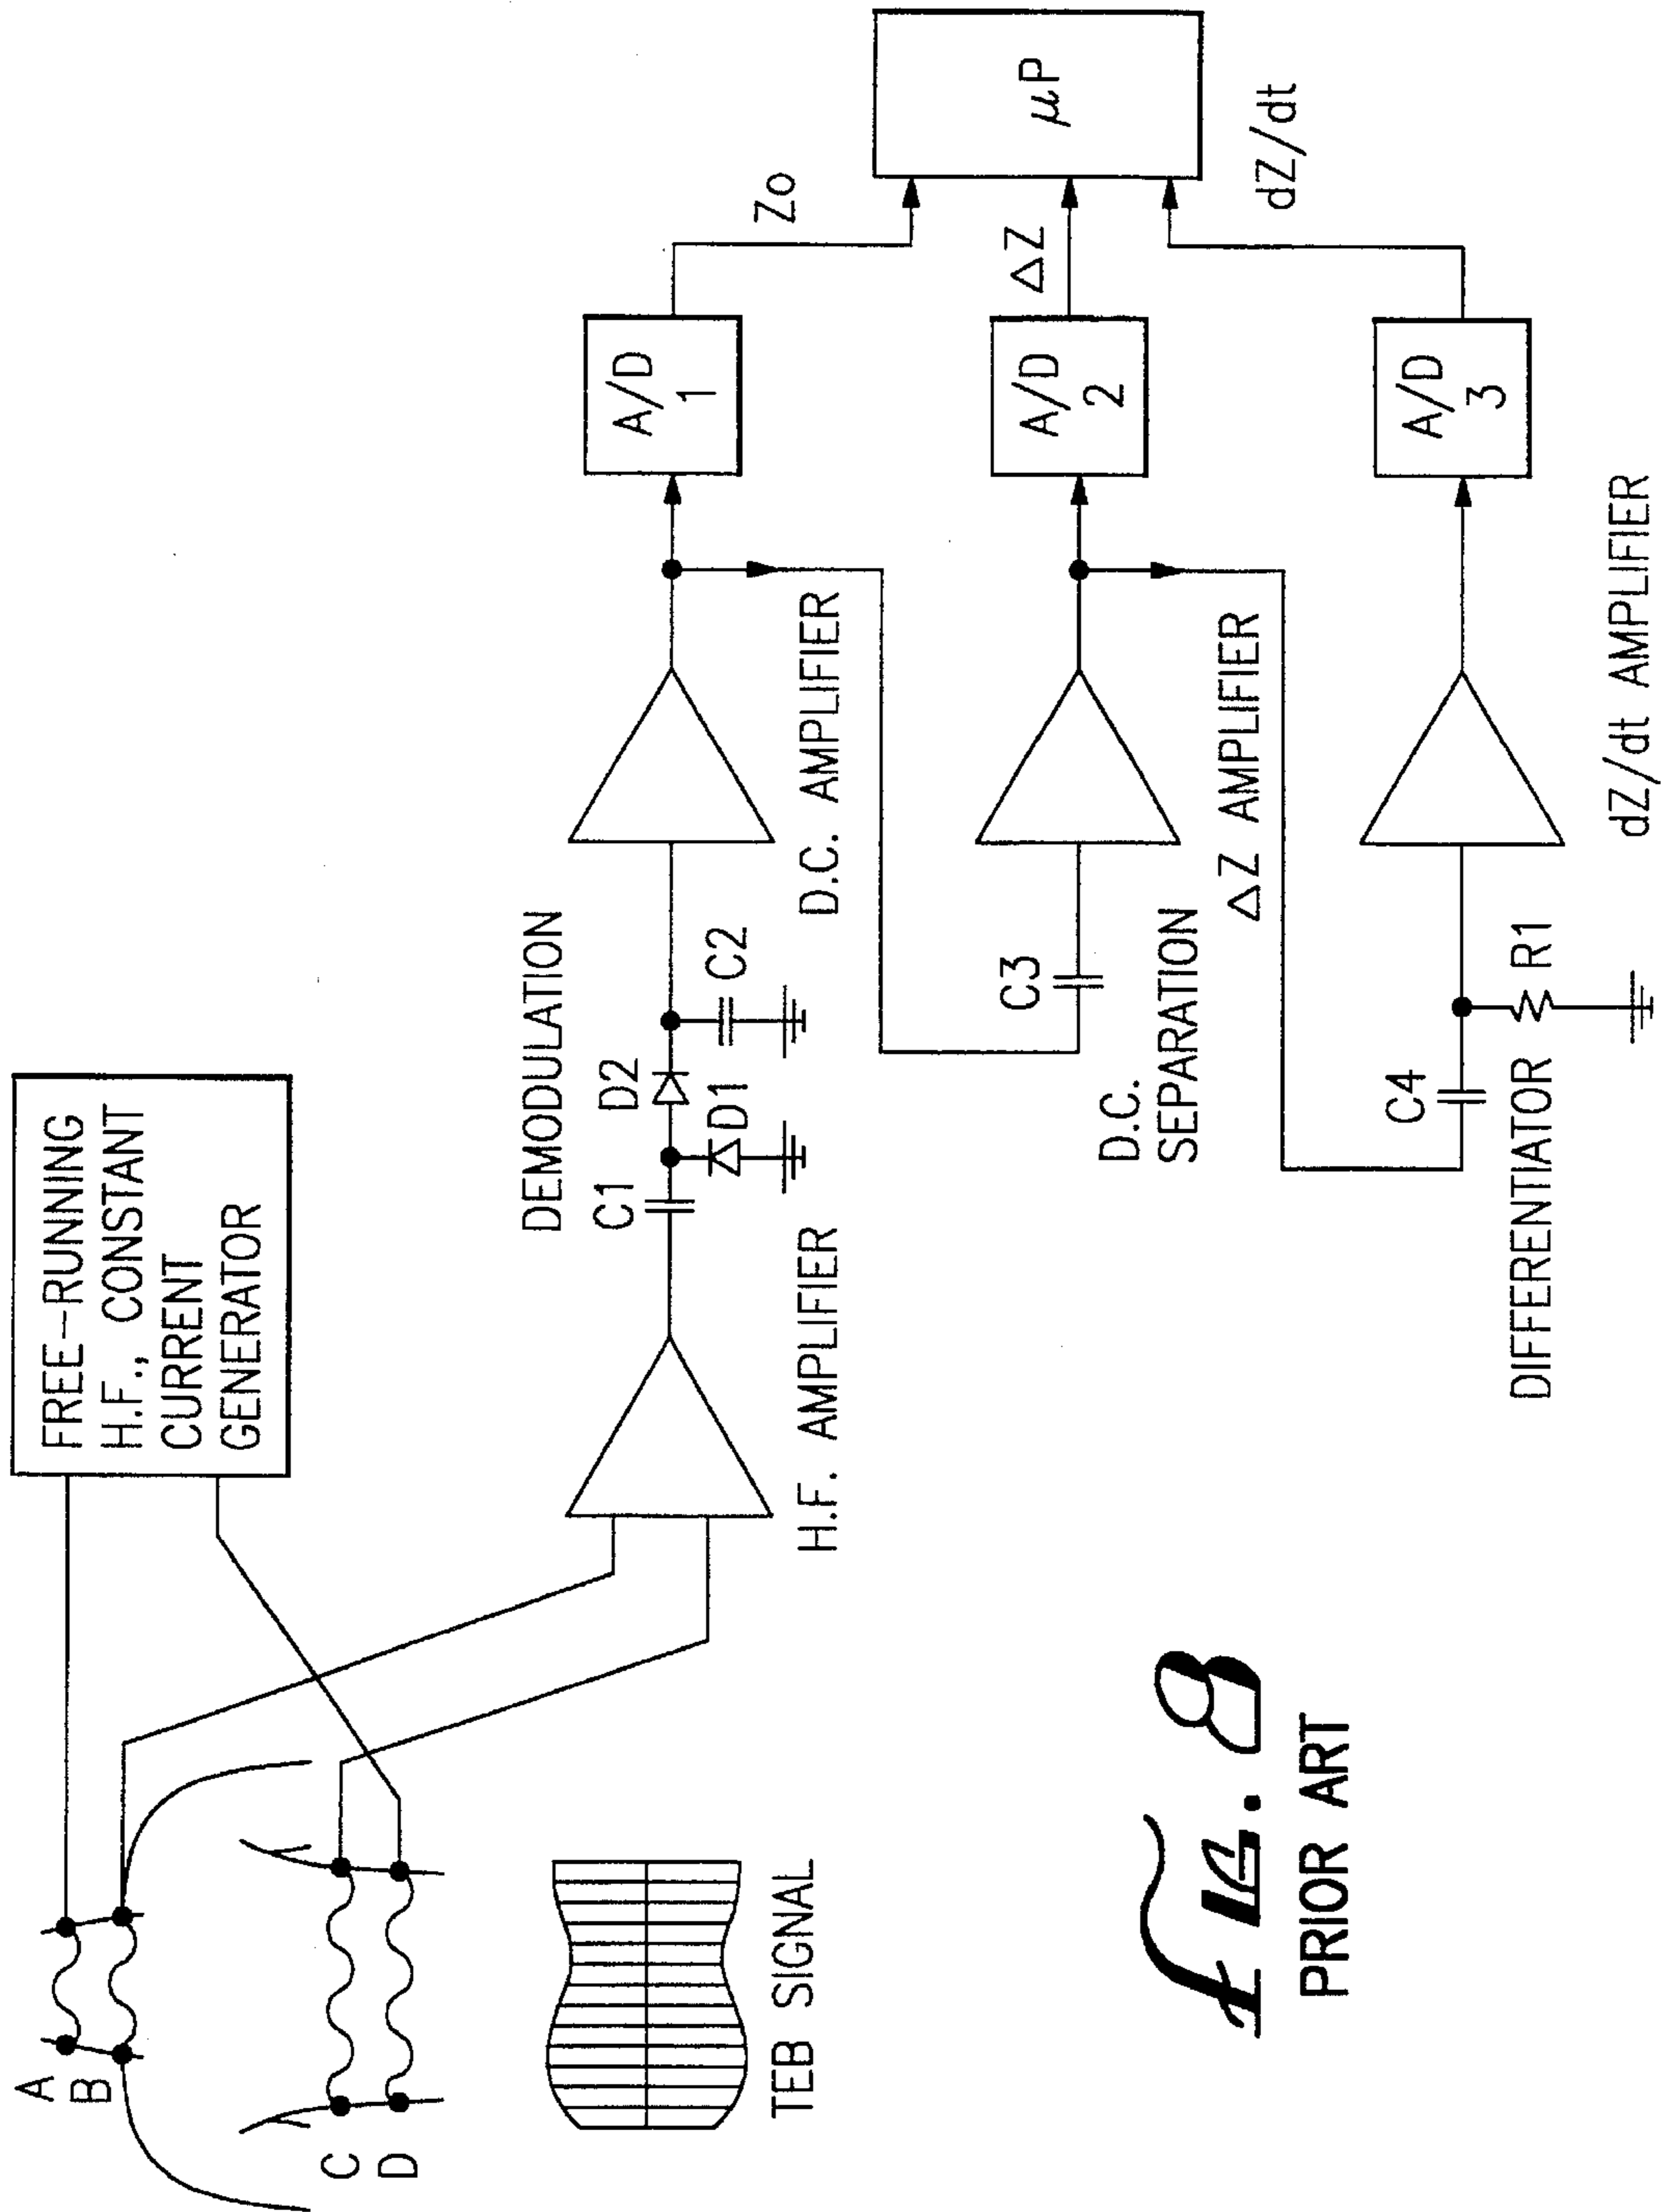 A
B
C
D
FREE-RUNNING
H.F., CONSTANT
CURRENT
GENERATOR
TEB SIGNAL
H.F. AMPLIFIER
DEMODULATION
C1
D2
D1
C2
D.C. AMPLIFIER
A/D
1
Zo
D.C.
SEPARATION
C3
ΔZ AMPLIFIER
A/D
2
ΔZ
μP
DIFFERENTIATOR
C4
R1
dZ/dt AMPLIFIER
A/D
3
dZ/dt
FIG. 8
PRIOR ART